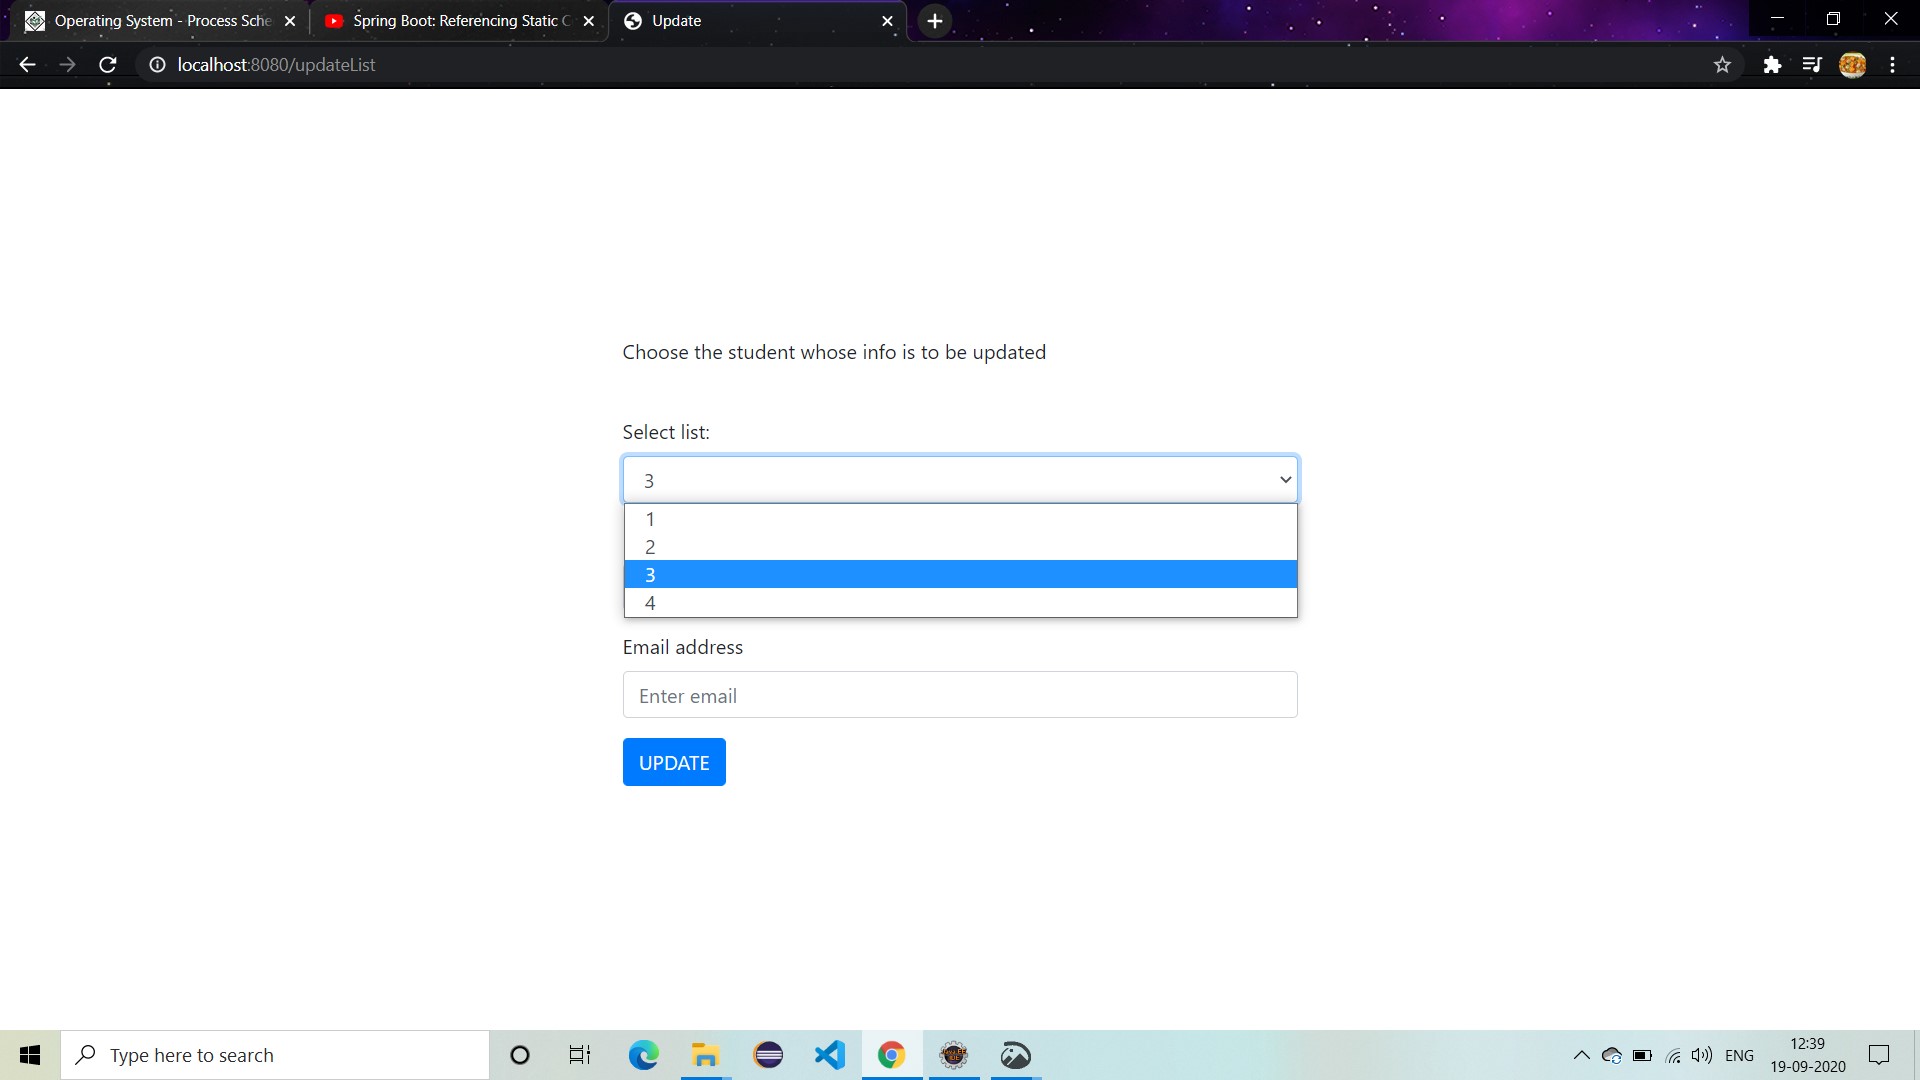 Operating System - Process Sche
Spring Boot: Referencing Static C
Update
localhost:8080/updateList
Choose the student whose info is to be updated
Select list:
3
1
2
3
4
Email address
Enter email
UPDATE
Type here to search
ENG
12:39
19-09-2020